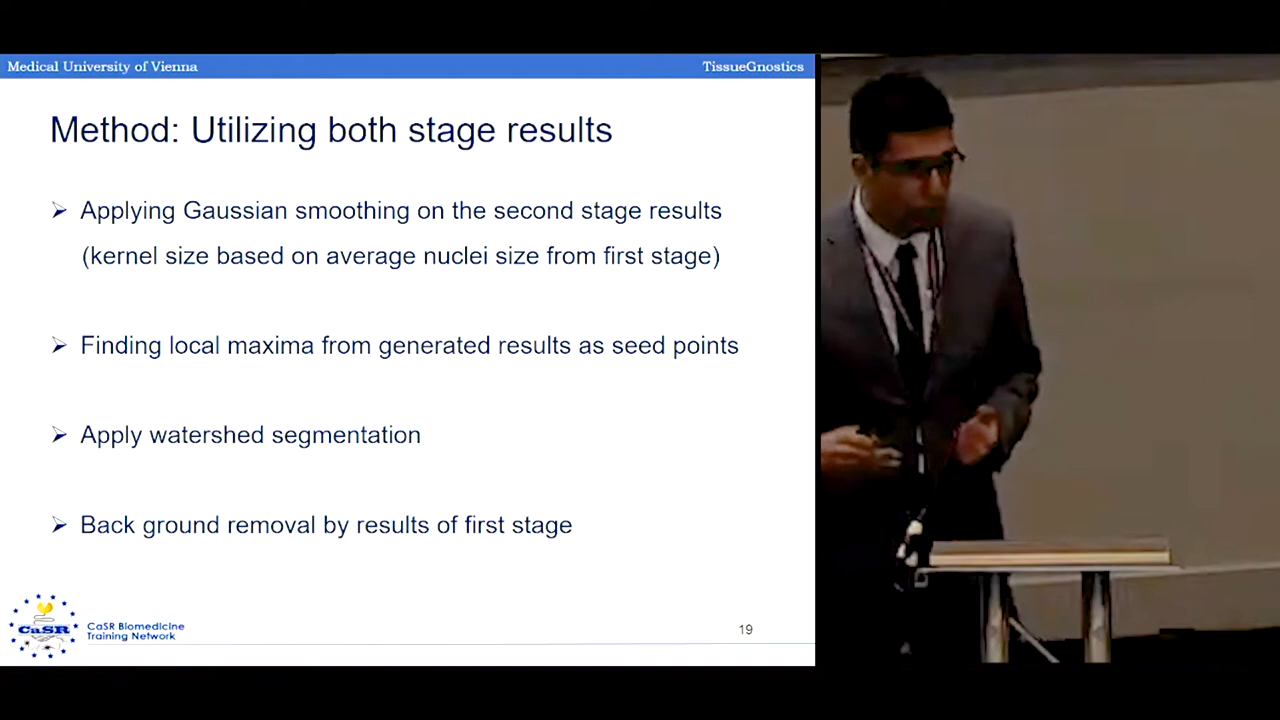 Medical University of Vienna
TissueGnostics
Method: Utilizing both stage results
➢ Applying Gaussian smoothing on the second stage results
(kernel size based on average nuclei size from first stage)
➢ Finding local maxima from generated results as seed points
➢ Apply watershed segmentation
➢ Back ground removal by results of first stage
CaSR
CaSR Biomedicine
Training Network
19